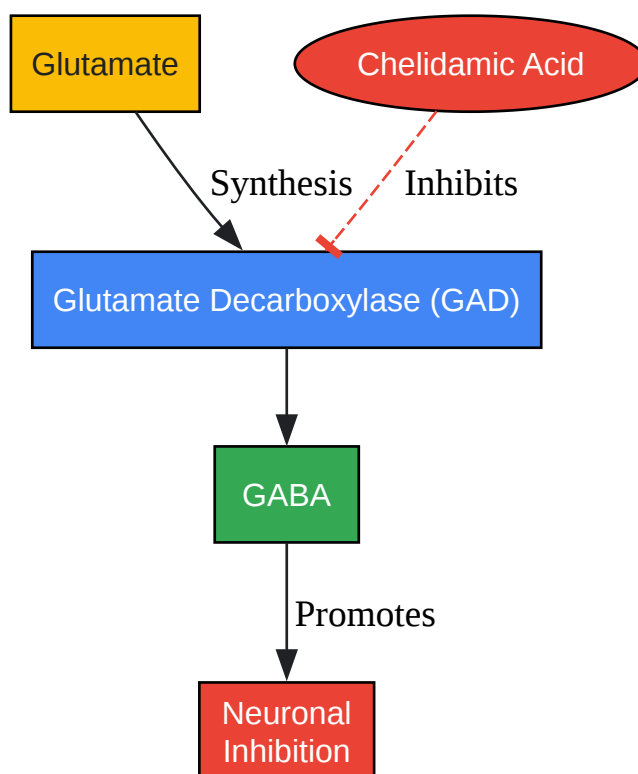 Glutamate
Chelidamic Acid
Synthesis
Inhibits
Glutamate Decarboxylase (GAD)
GABA
Promotes
Neuronal
Inhibition